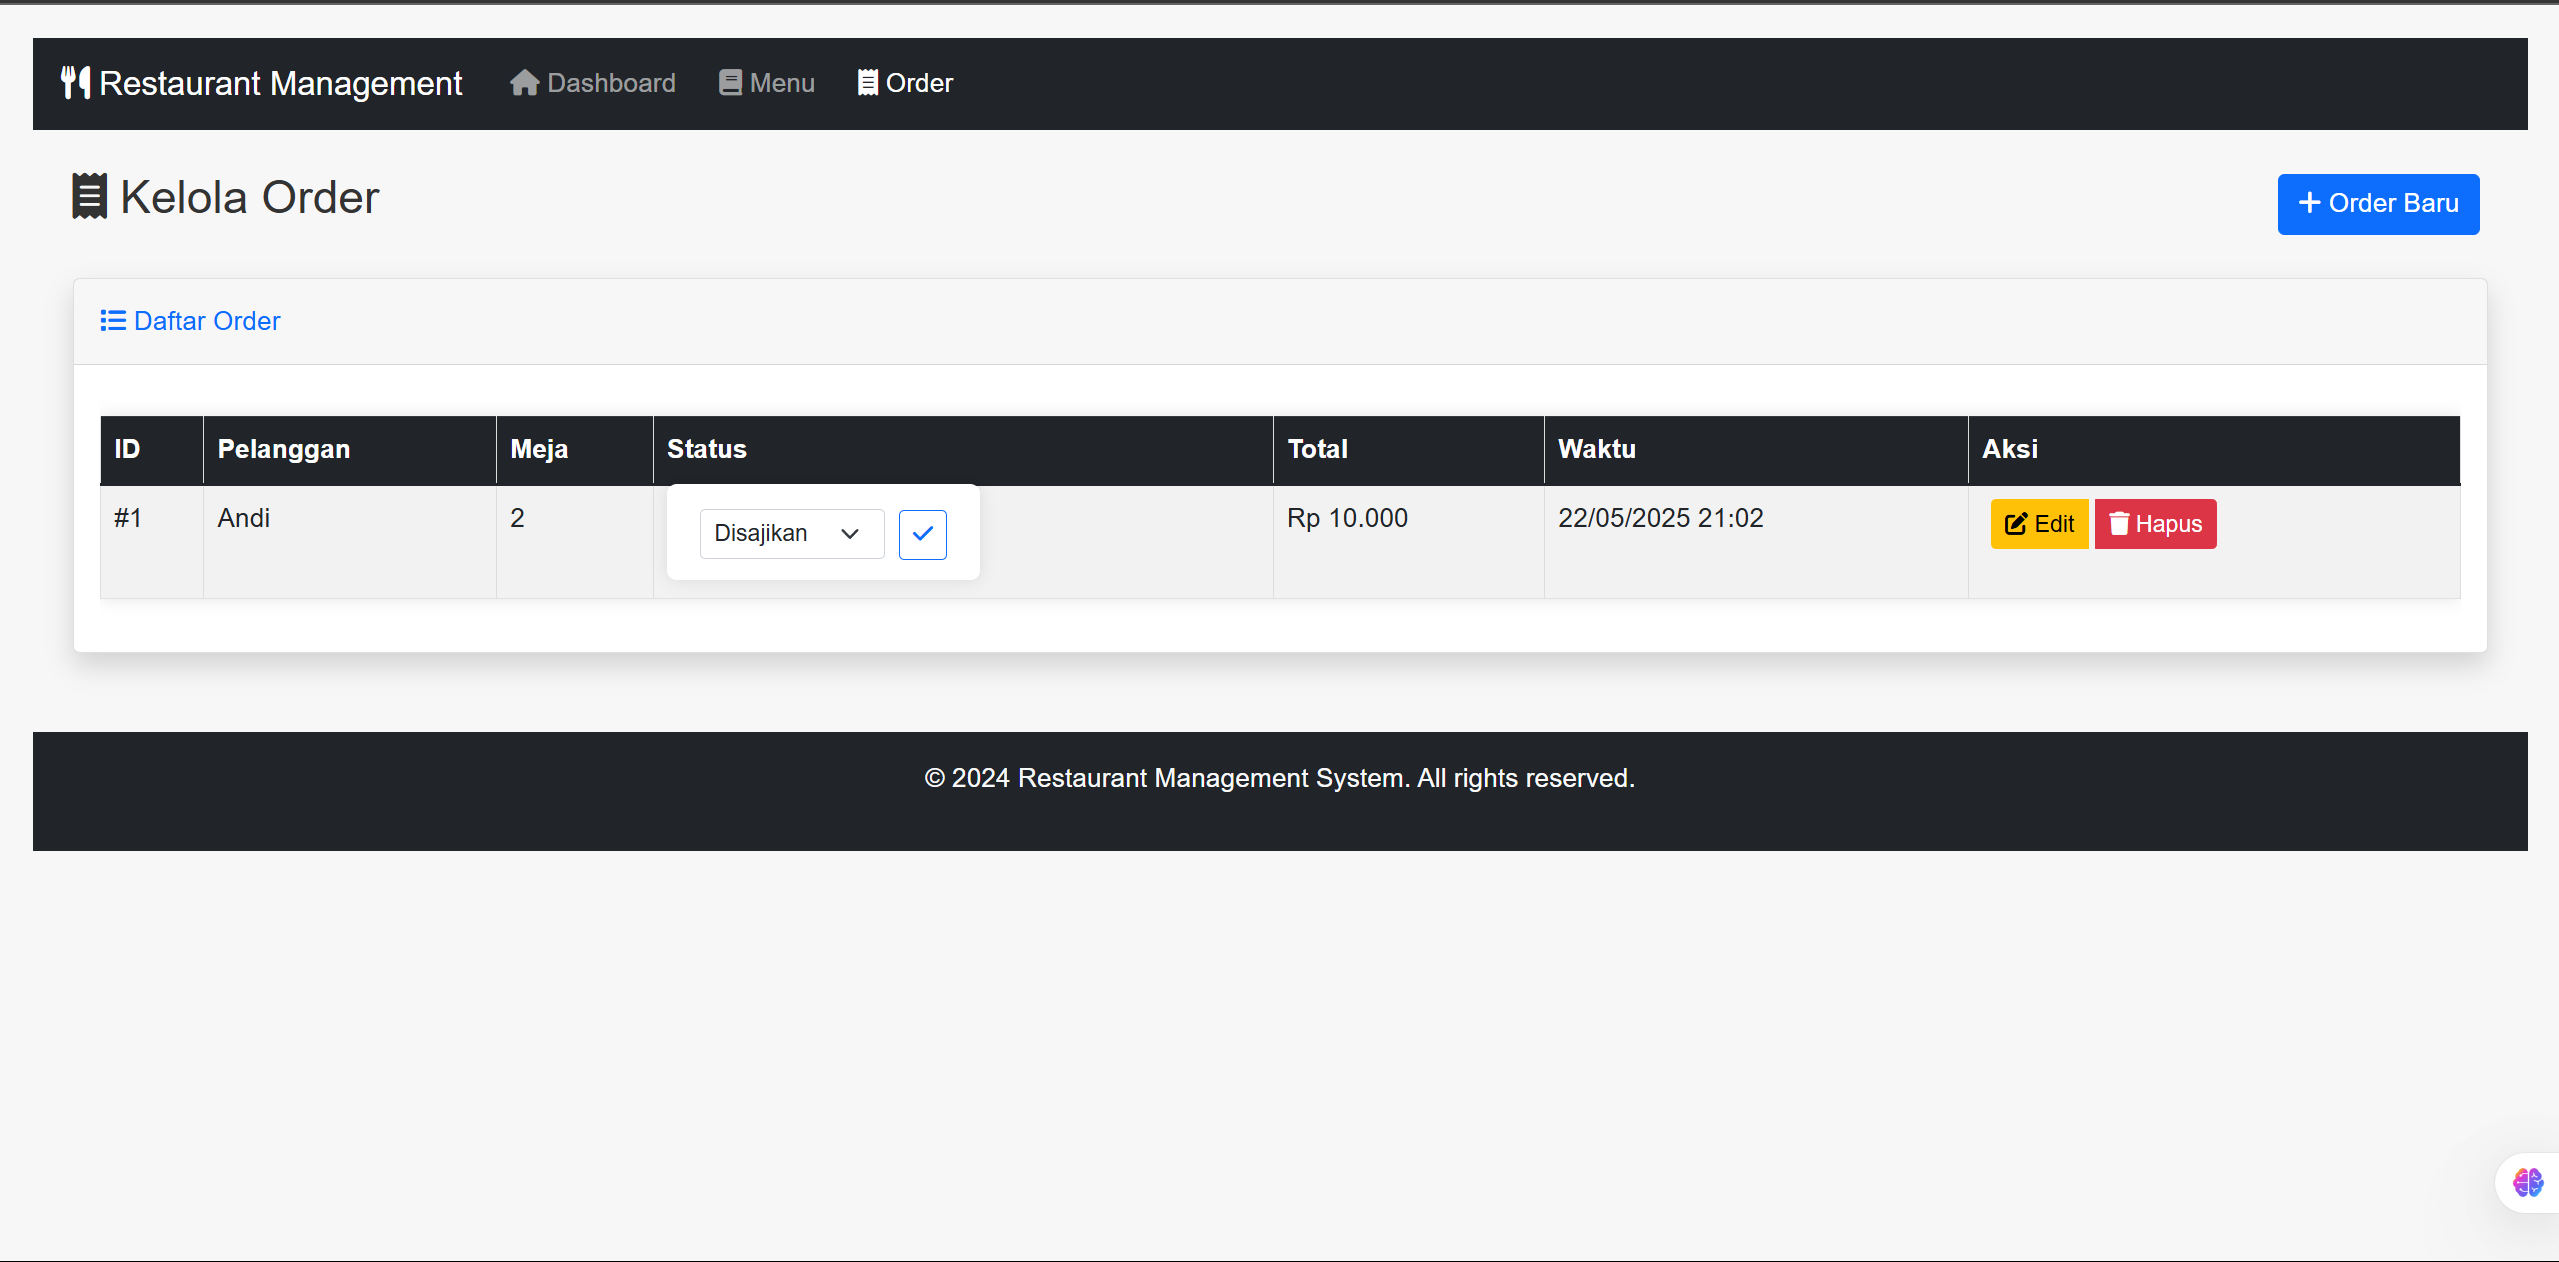 Restaurant Management Dashboard Menu Order
Kelola Order
Order Baru
Daftar Order
ID Pelanggan Meja Status Total Waktu Aksi
#1 Andi 2 Disajikan Rp 10.000 22/05/2025 21:02 Edit Hapus
© 2024 Restaurant Management System. All rights reserved.